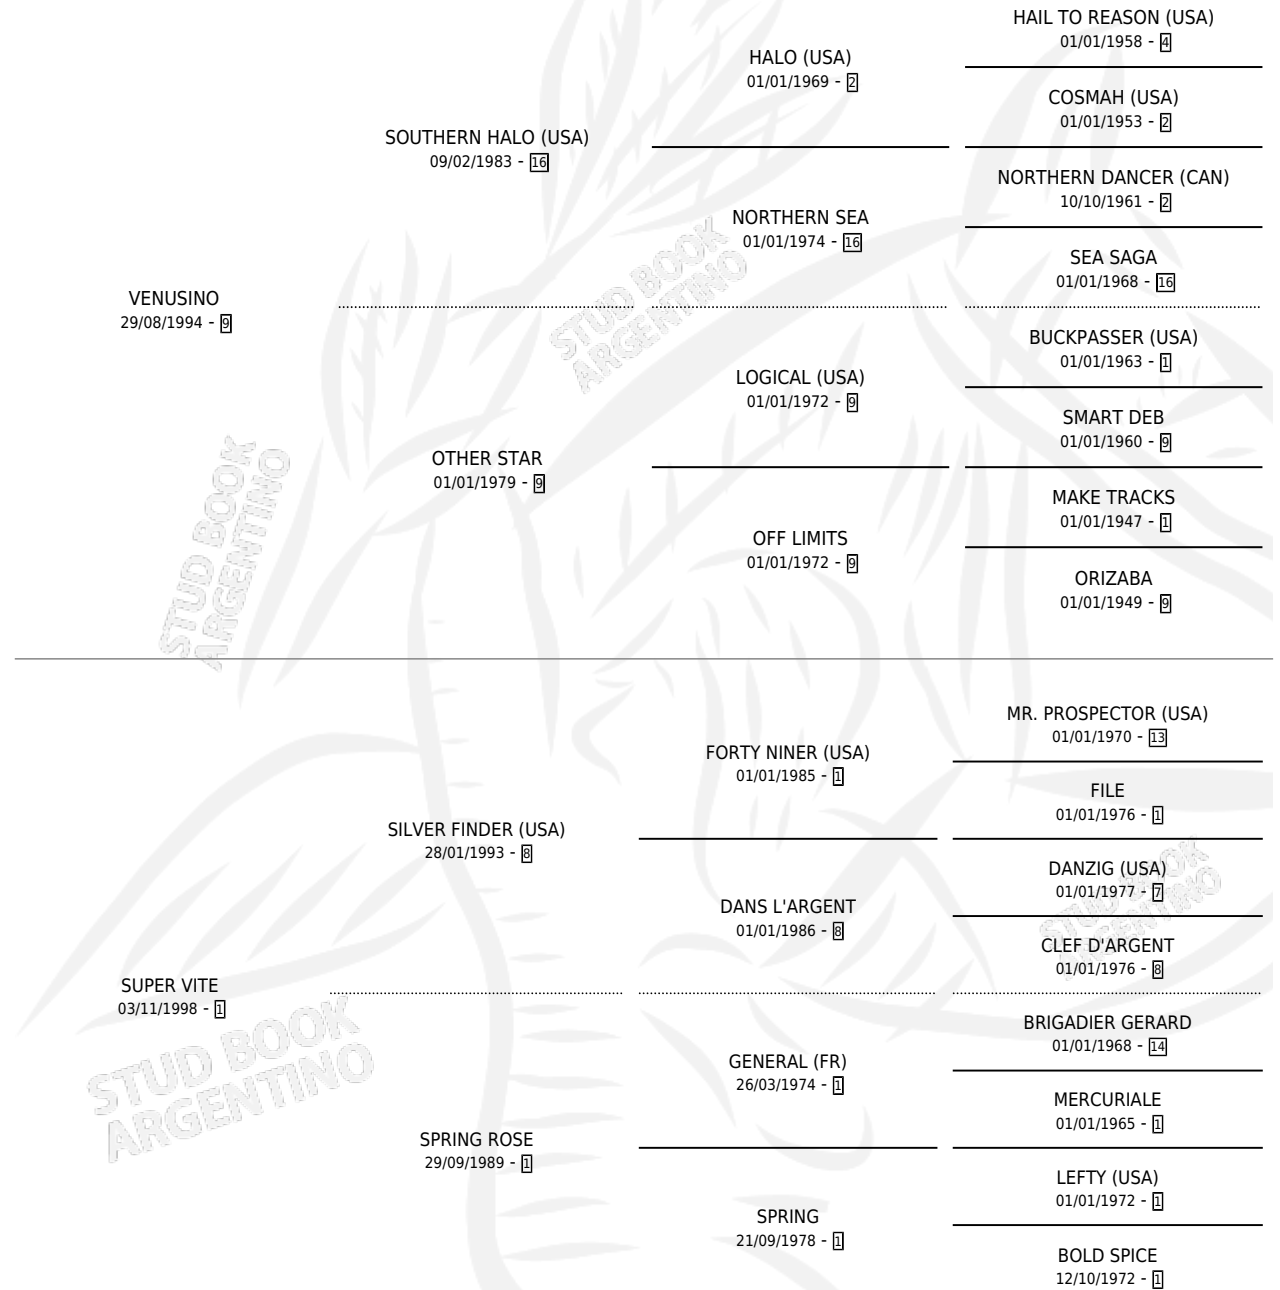 HAIL TO REASON (USA)
01/01/1958 - 4
HALO (USA)
01/01/1969 - 2
COSMAH (USA)
01/01/1953 - 2
SOUTHERN HALO (USA)
09/02/1983 - 16
NORTHERN DANCER (CAN)
10/10/1961 - 2
NORTHERN SEA
01/01/1974 - 16
SEA SAGA
01/01/1968 - 16
STUD BOOK
ARGENTINO
VENUSINO
29/08/1994 - 9
BUCKPASSER (USA)
01/01/1963 - 1
LOGICAL (USA)
01/01/1972 - 9
SMART DEB
01/01/1960 - 9
OTHER STAR
01/01/1979 - 9
MAKE TRACKS
01/01/1947 - 1
OFF LIMITS
01/01/1972 - 9
ORIZABA
01/01/1949 - 9
STUD BOOK
ARGENTINO
MR. PROSPECTOR (USA)
01/01/1970 - 13
FORTY NINER (USA)
01/01/1985 - 1
FILE
01/01/1976 - 1
SILVER FINDER (USA)
28/01/1993 - 8
DANZIG (USA)
01/01/1977 - 7
STUD BOOK
ARGENTINO
DANS L'ARGENT
01/01/1986 - 8
CLEF D'ARGENT
01/01/1976 - 8
SUPER VITE
03/11/1998 - 1
STUD BOOK
ARGENTINO
BRIGADIER GERARD
01/01/1968 - 14
GENERAL (FR)
26/03/1974 - 1
MERCURIALE
01/01/1965 - 1
SPRING ROSE
29/09/1989 - 1
LEFTY (USA)
01/01/1972 - 1
SPRING
21/09/1978 - 1
BOLD SPICE
12/10/1972 - 1